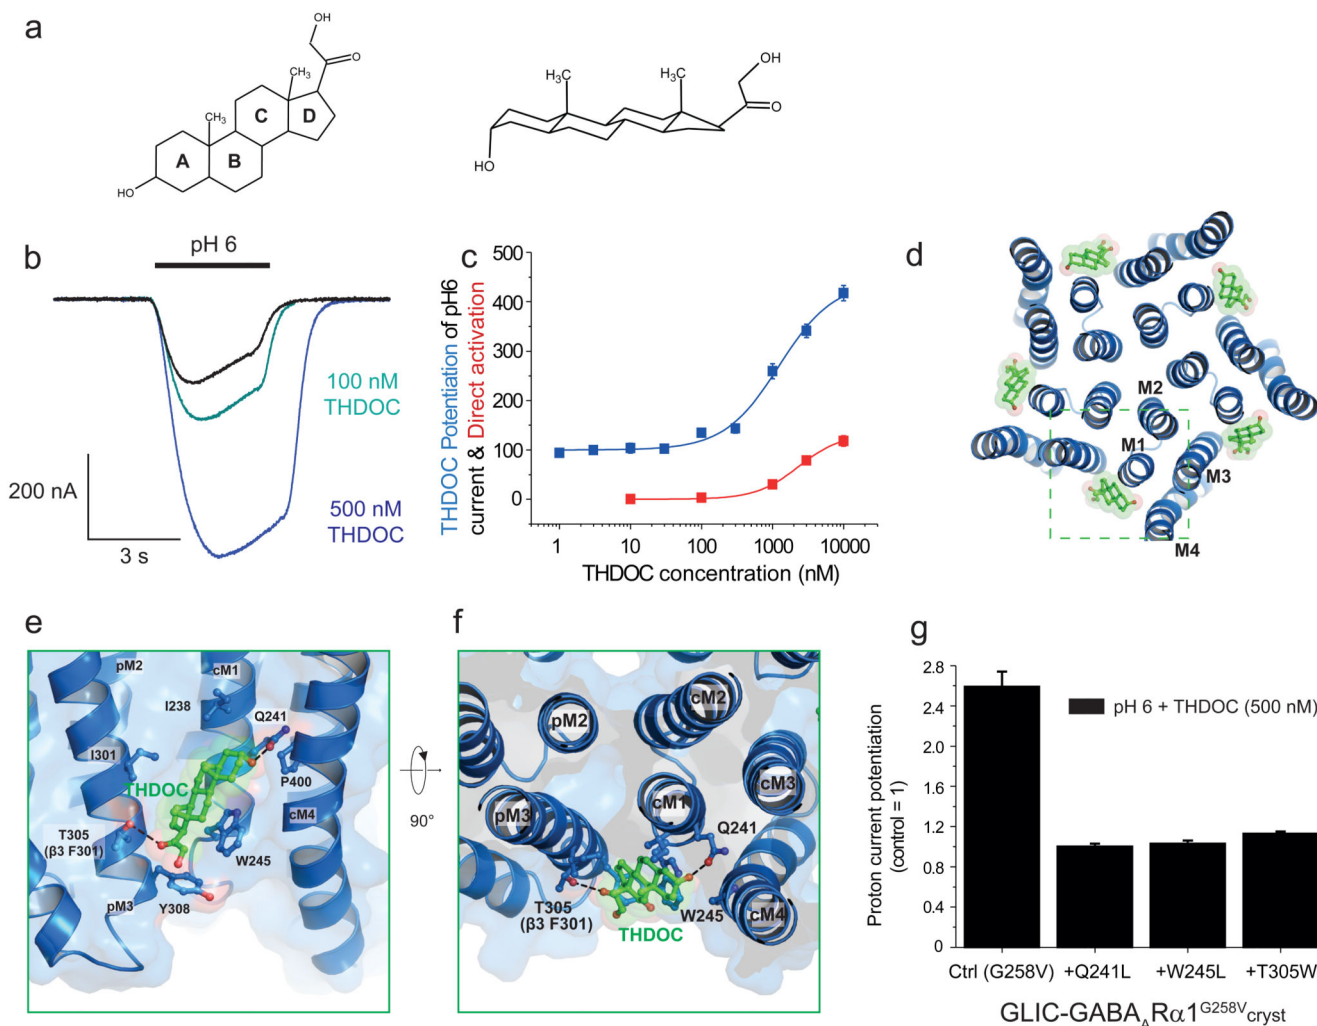 a
OH
O
CH₃
CH₃
C
D
A
B
HO
OH
H₃C
H₃C
O
HO
b
pH 6
100 nM
THDOC
500 nM
THDOC
200 nA
3 s
c
THDOC Potentiation of pH6
current & Direct activation
500
400
300
200
100
0
1
10
100
1000
10000
THDOC concentration (nM)
d
M2
M1
M3
M4
e
pM2
cM1
I238
Q241
I301
P400
THDOC
cM4
T305
(β3 F301)
W245
pM3
Y308
90°
f
cM2
pM2
cM3
cM1
pM3
Q241
T305
(β3 F301)
W245
cM4
THDOC
g
Proton current potentiation
(control = 1)
2.8
2.4
2.0
1.6
1.2
0.8
0.4
0
pH 6 + THDOC (500 nM)
Ctrl (G258V)
+Q241L
+W245L
+T305W
GLIC-GABA_ARα1^G258V_cryst